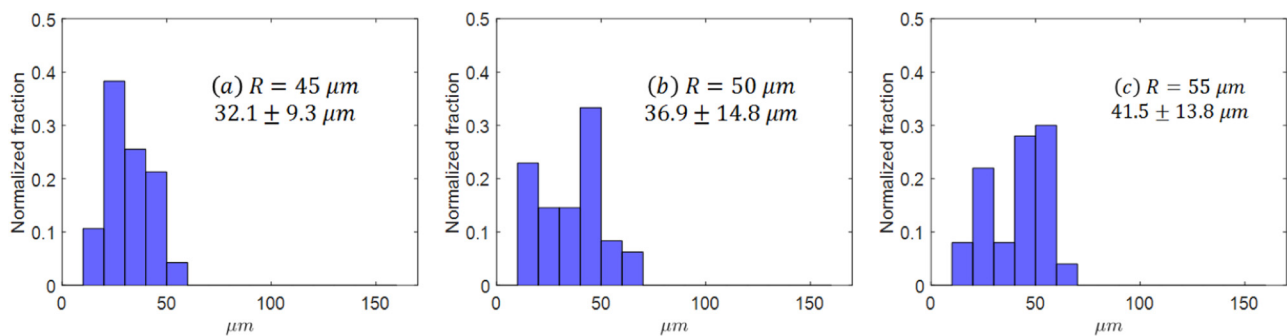 Normalized fraction
0.5
0.4
0.3
0.2
0.1
0
(a) R = 45 μm
32.1 ± 9.3 μm
0 50 100 150
μm
Normalized fraction
0.5
0.4
0.3
0.2
0.1
0
(b) R = 50 μm
36.9 ± 14.8 μm
0 50 100 150
μm
Normalized fraction
0.5
0.4
0.3
0.2
0.1
0
(c) R = 55 μm
41.5 ± 13.8 μm
0 50 100 150
μm